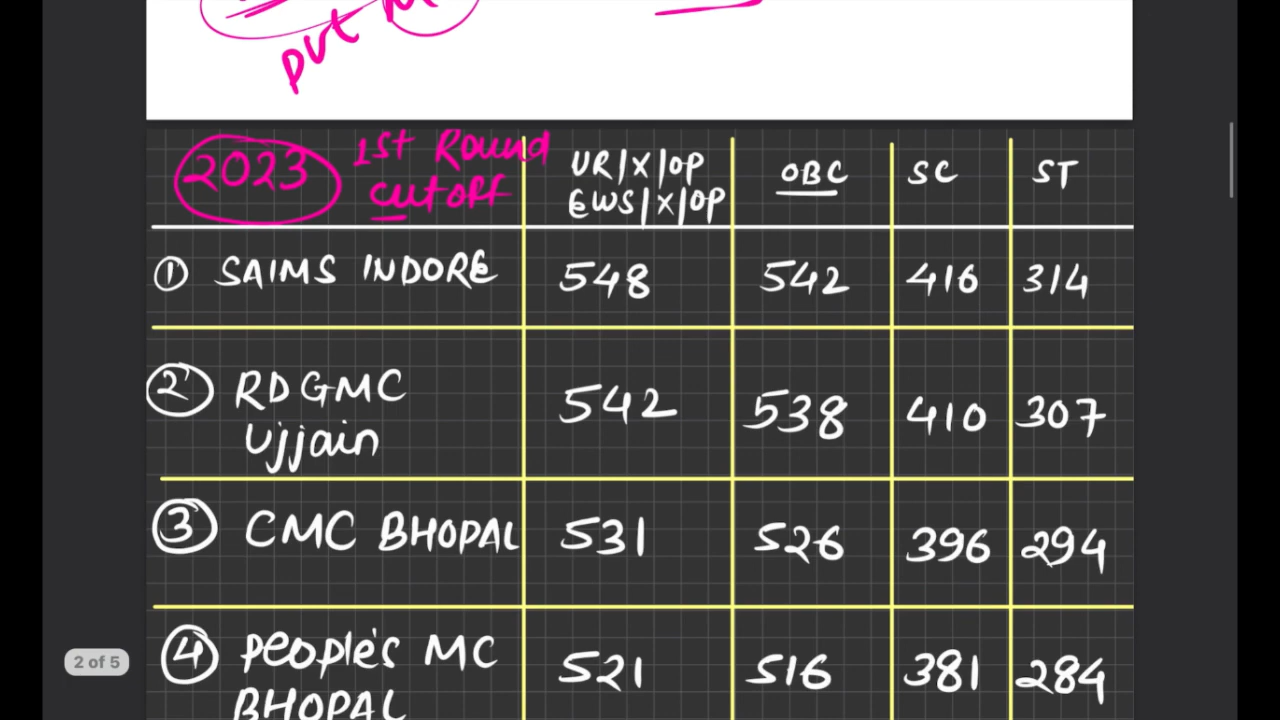 pvt
2023 1st Round cutoff
UR/X/OP
EWS/X/OP
OBC
SC
ST
① SAIMS INDORE 548 542 416 314
② RDGMC
Ujjain
542 538 410 307
③ CMC BHOPAL 531 526 396 294
④ People's MC
BHOPAL
521 516 381 284
2 of 5